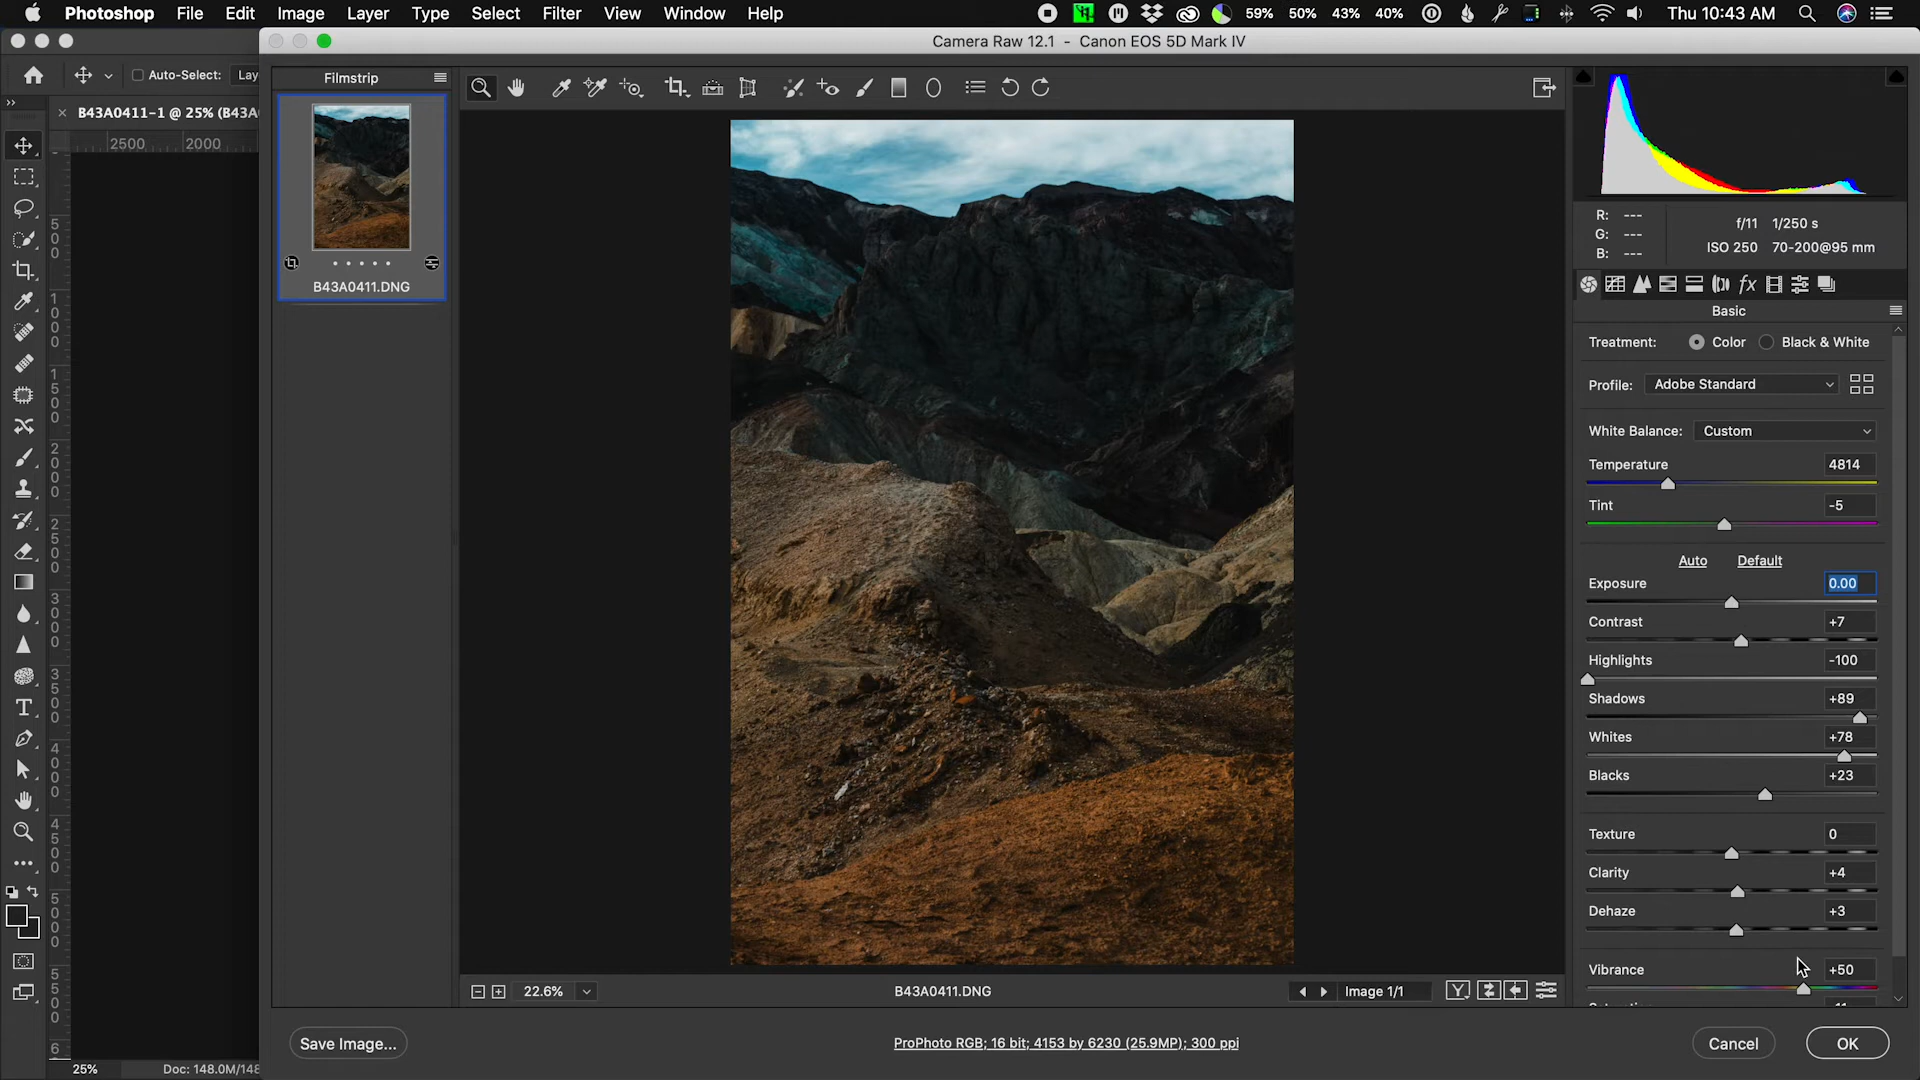 Photoshop File Edit Image Layer Type Select Filter View Window Help 59% 50% 43% 40% Thu 10:43 AM
Camera Raw 12.1 - Canon EOS 5D Mark IV
Auto-Select: Lay
Filmstrip
B43A0411-1 @ 25% (B43A0
2500 2000
B43A0411.DNG
R: ---
G: ---
B: ---
f/11 1/250 s
ISO 250 70-200@95 mm
fx
Basic
Treatment: Color Black & White
Profile: Adobe Standard
White Balance: Custom
Temperature 4814
Tint -5
Auto Default
Exposure 0.00
Contrast +7
Highlights -100
Shadows +89
Whites +78
Blacks +23
Texture 0
Clarity +4
Dehaze +3
Vibrance +50
22.6% B43A0411.DNG Image 1/1 Y
Save Image... ProPhoto RGB; 16 bit; 4153 by 6230 (25.9MP); 300 ppi Cancel OK
25% Doc: 148.0M/148